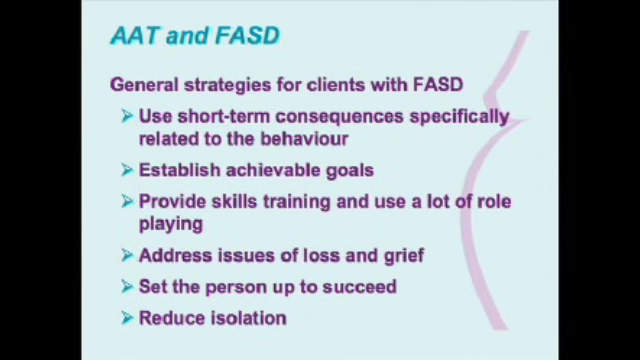 AAT and FASD
General strategies for clients with FASD
Use short-term consequences specifically
related to the behaviour
Establish achievable goals
Provide skills training and use a lot of role
playing
Address issues of loss and grief
Set the person up to succeed
Reduce isolation